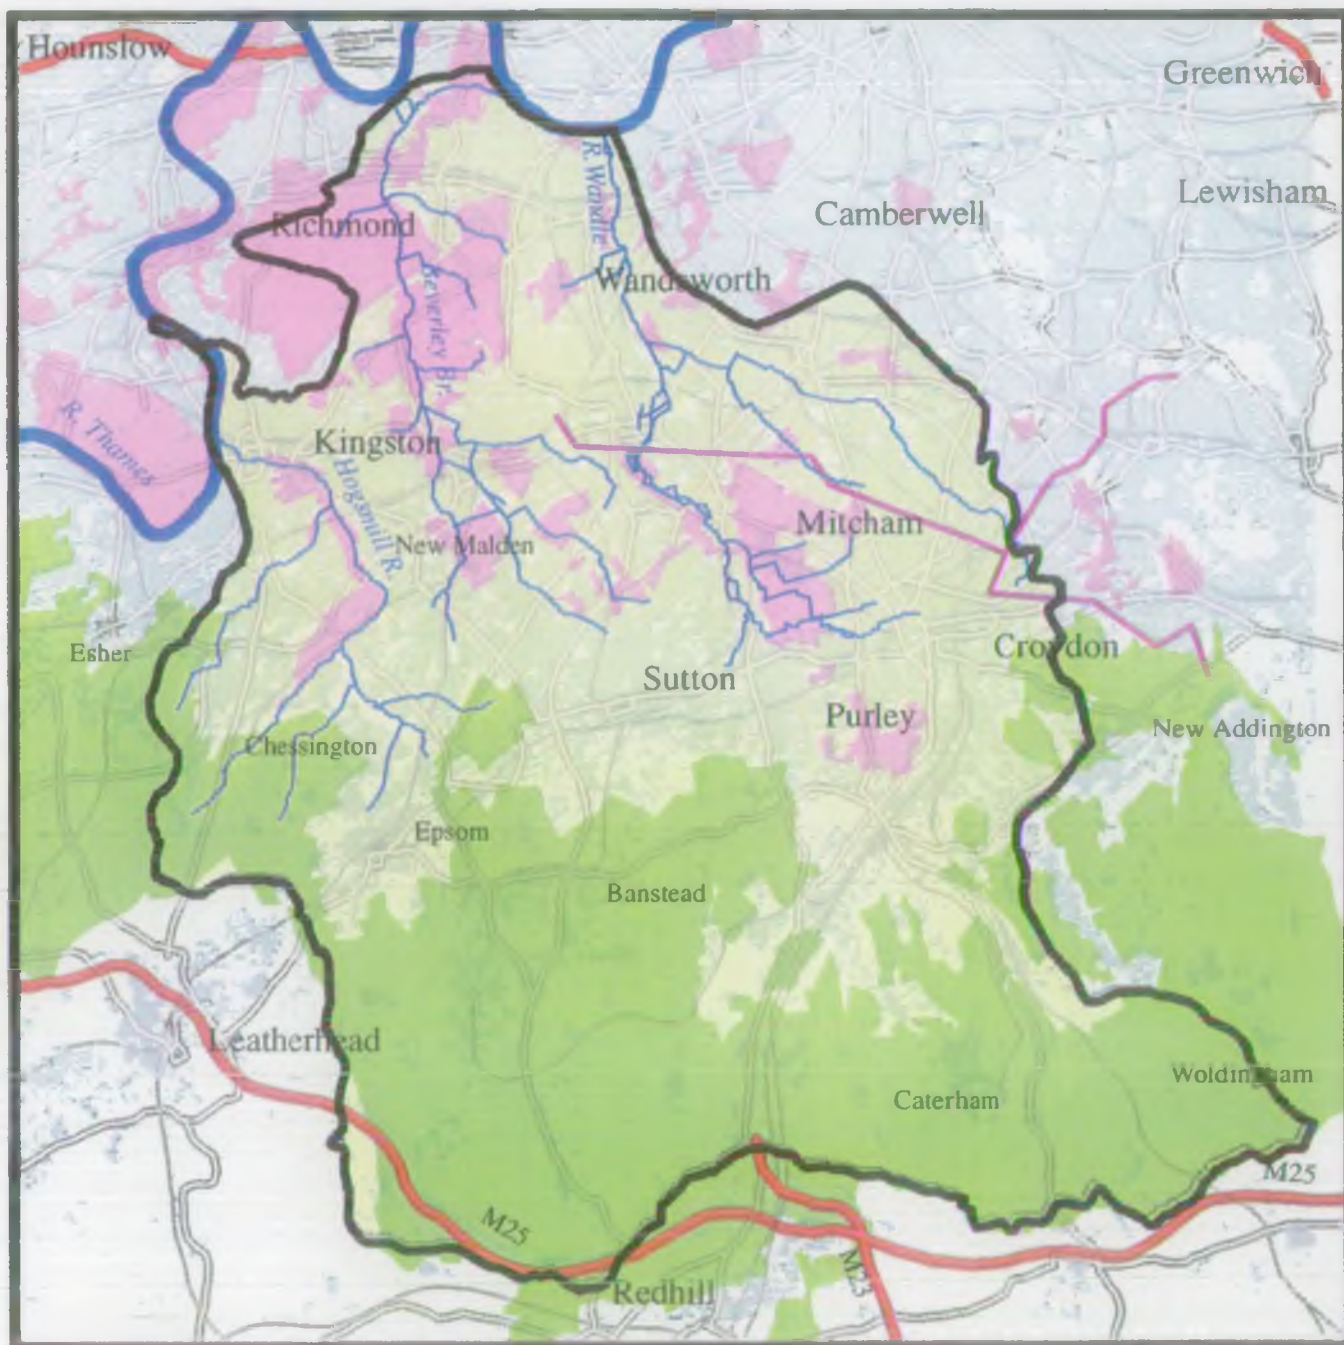 Hounslow
Greenwich
Lewisham
R. Wandle
Camberwell
Richmond
Wandsworth
Beverley Br.
R. Thames
Kingston
Hogsmill R.
Mitcham
New Malden
Esher
Croydon
Sutton
Purley
New Addington
Chessington
Epsom
Banstead
Leatherhead
Woldingham
Caterham
M25
M25
M23
Redhill